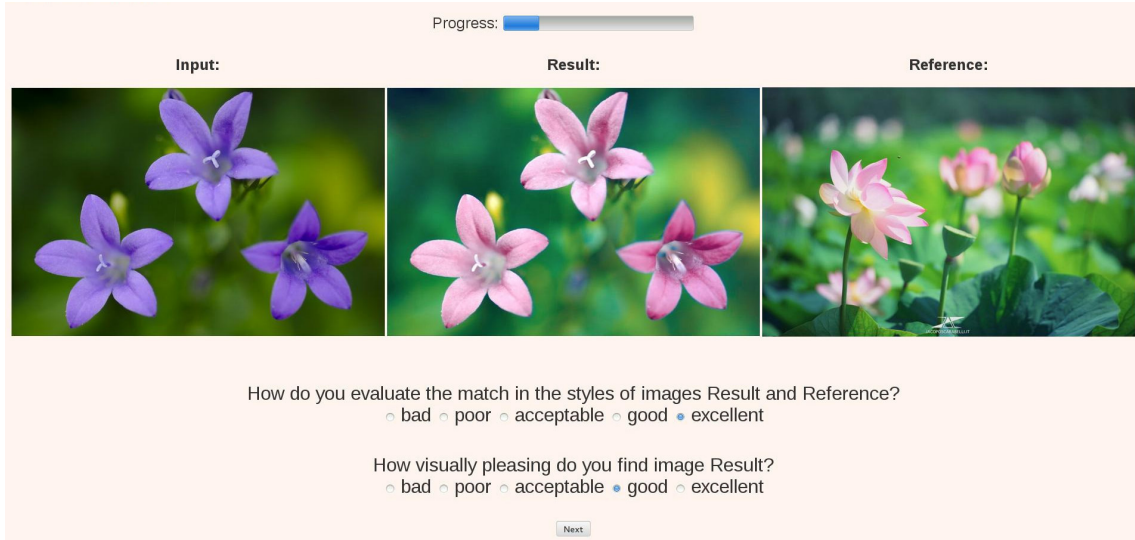 Progress:
Input: Result: Reference:
How do you evaluate the match in the styles of images Result and Reference?
bad poor acceptable good excellent
How visually pleasing do you find image Result?
bad poor acceptable good excellent
Next